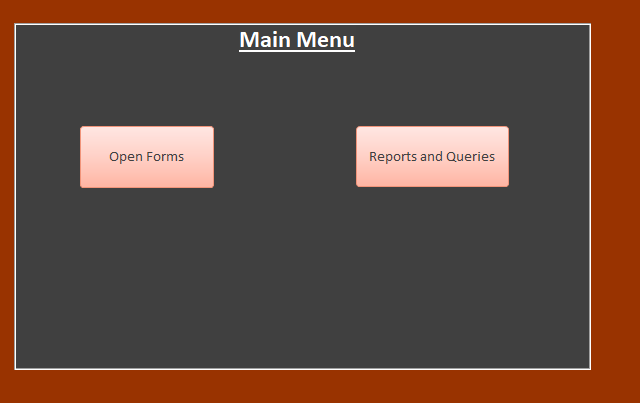 Main Menu
Open Forms
Reports and Queries